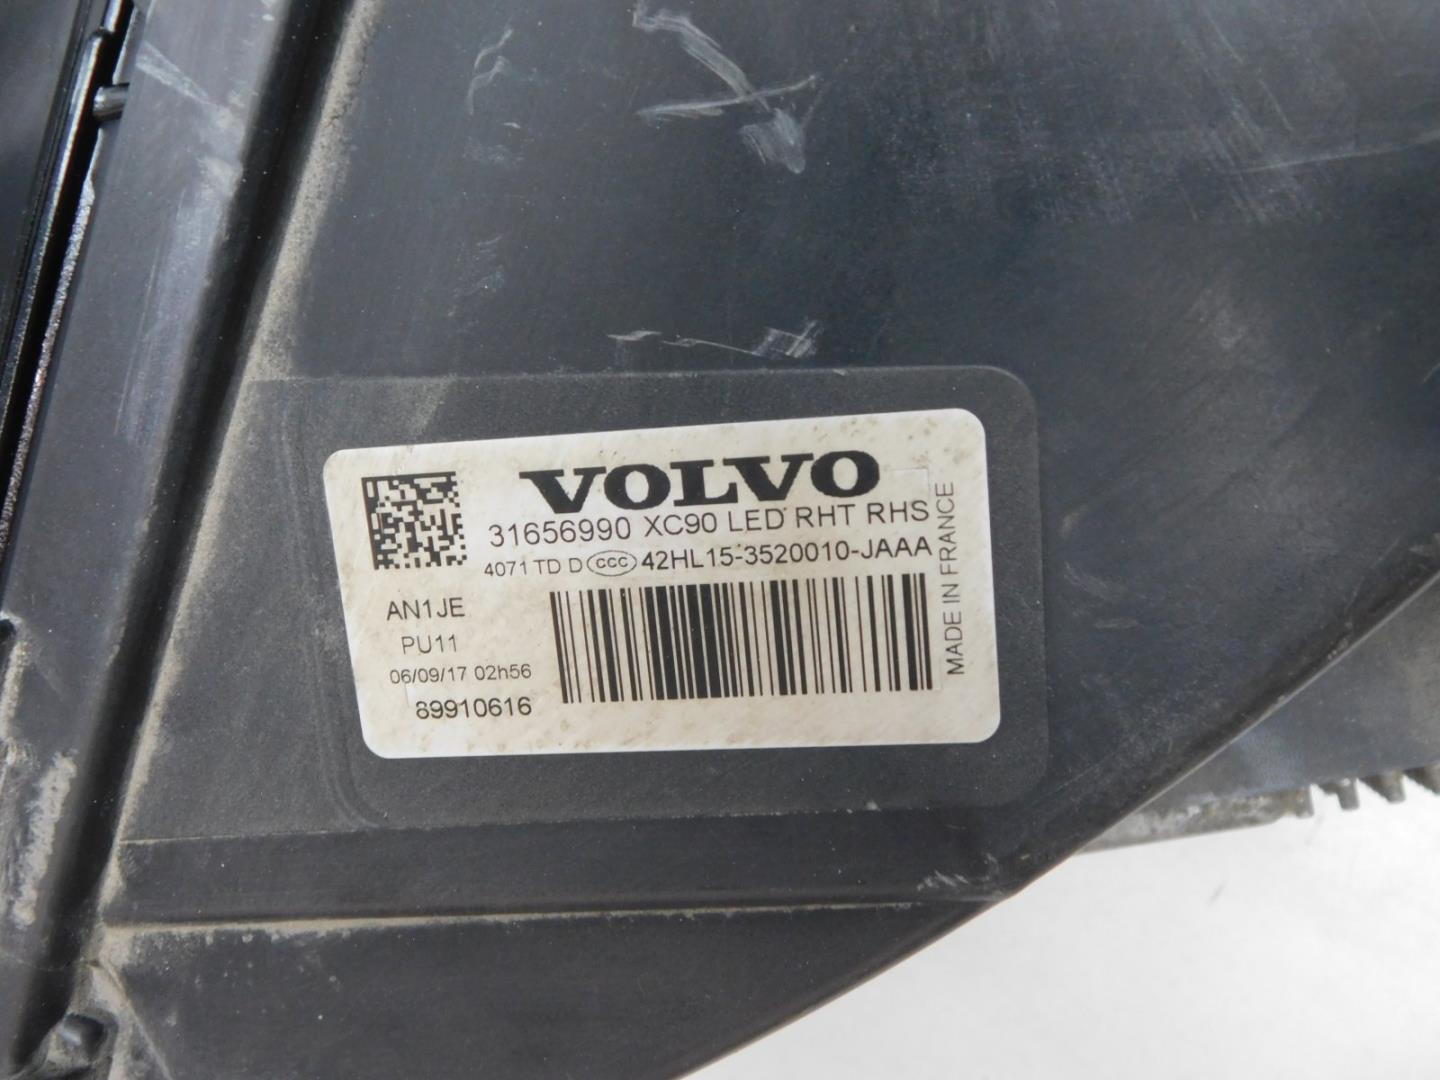 VOLVO
31656990 XC90 LED RHT RHS
4071 TD D CCC 42HL15-3520010-JAAA
AN1JE
PU11
06/09/17 02h56
89910616
MADE IN FRANCE